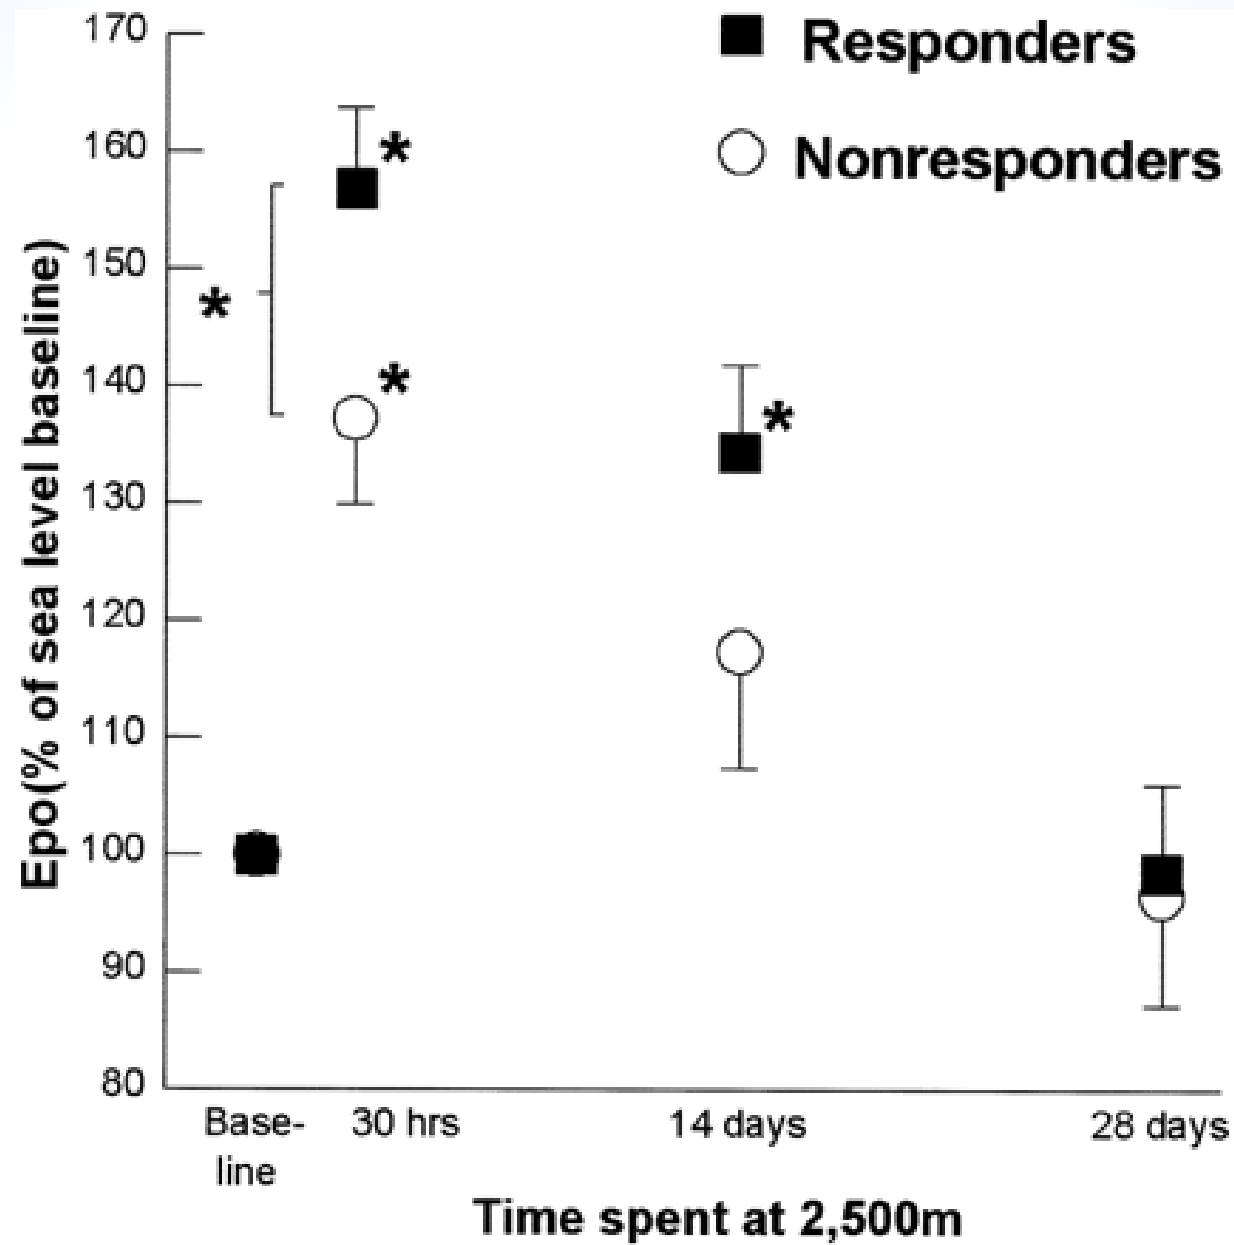 170
Responders
160
*
Nonresponders
150
*
140
*
*
130
120
110
100
90
80
Epo(% of sea level baseline)
Base-
line
30 hrs
14 days
28 days
Time spent at 2,500m